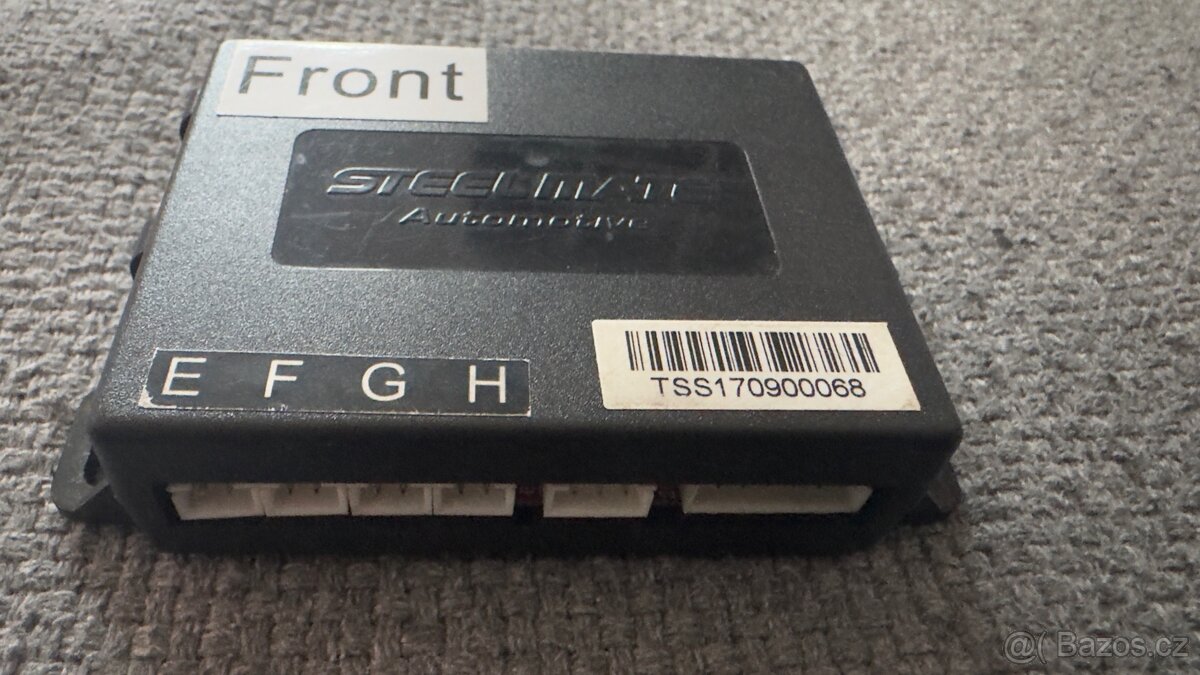 Front
STEELMATE
Automotive
E F G H
TSS170900068
@( Bazos.cz